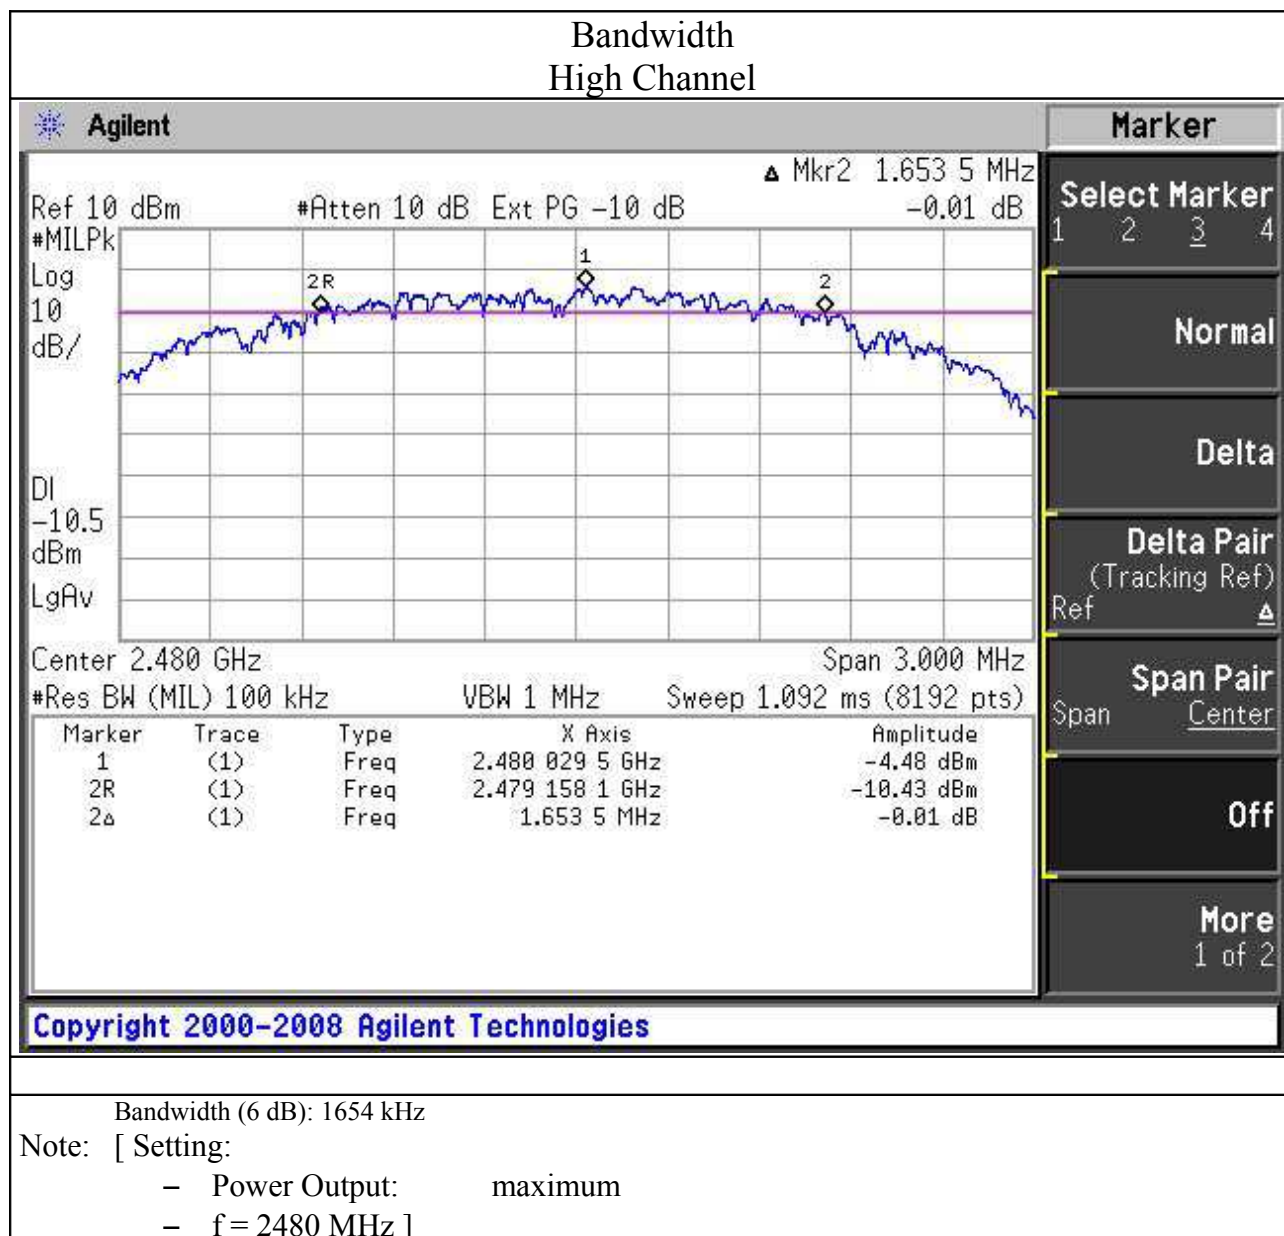 Bandwidth
High Channel
Agilent
Marker
Δ Mkr2 1.653 5 MHz
Ref 10 dBm #Atten 10 dB Ext PG -10 dB -0.01 dB
#MILPk
Log
10
dB/
2R
1
2
DI
-10.5
dBm
LgAv
Center 2.480 GHz Span 3.000 MHz
#Res BW (MIL) 100 kHz VBW 1 MHz Sweep 1.092 ms (8192 pts)
Marker Trace Type X Axis Amplitude
1 (1) Freq 2.480 029 5 GHz -4.48 dBm
2R (1) Freq 2.479 158 1 GHz -10.43 dBm
2Δ (1) Freq 1.653 5 MHz -0.01 dB
Select Marker
1 2 3 4
Normal
Delta
Delta Pair
(Tracking Ref)
Ref Δ
Span Pair
Span Center
Off
More
1 of 2
Copyright 2000-2008 Agilent Technologies
Bandwidth (6 dB): 1654 kHz
Note: [ Setting:
– Power Output: maximum
– f = 2480 MHz ]